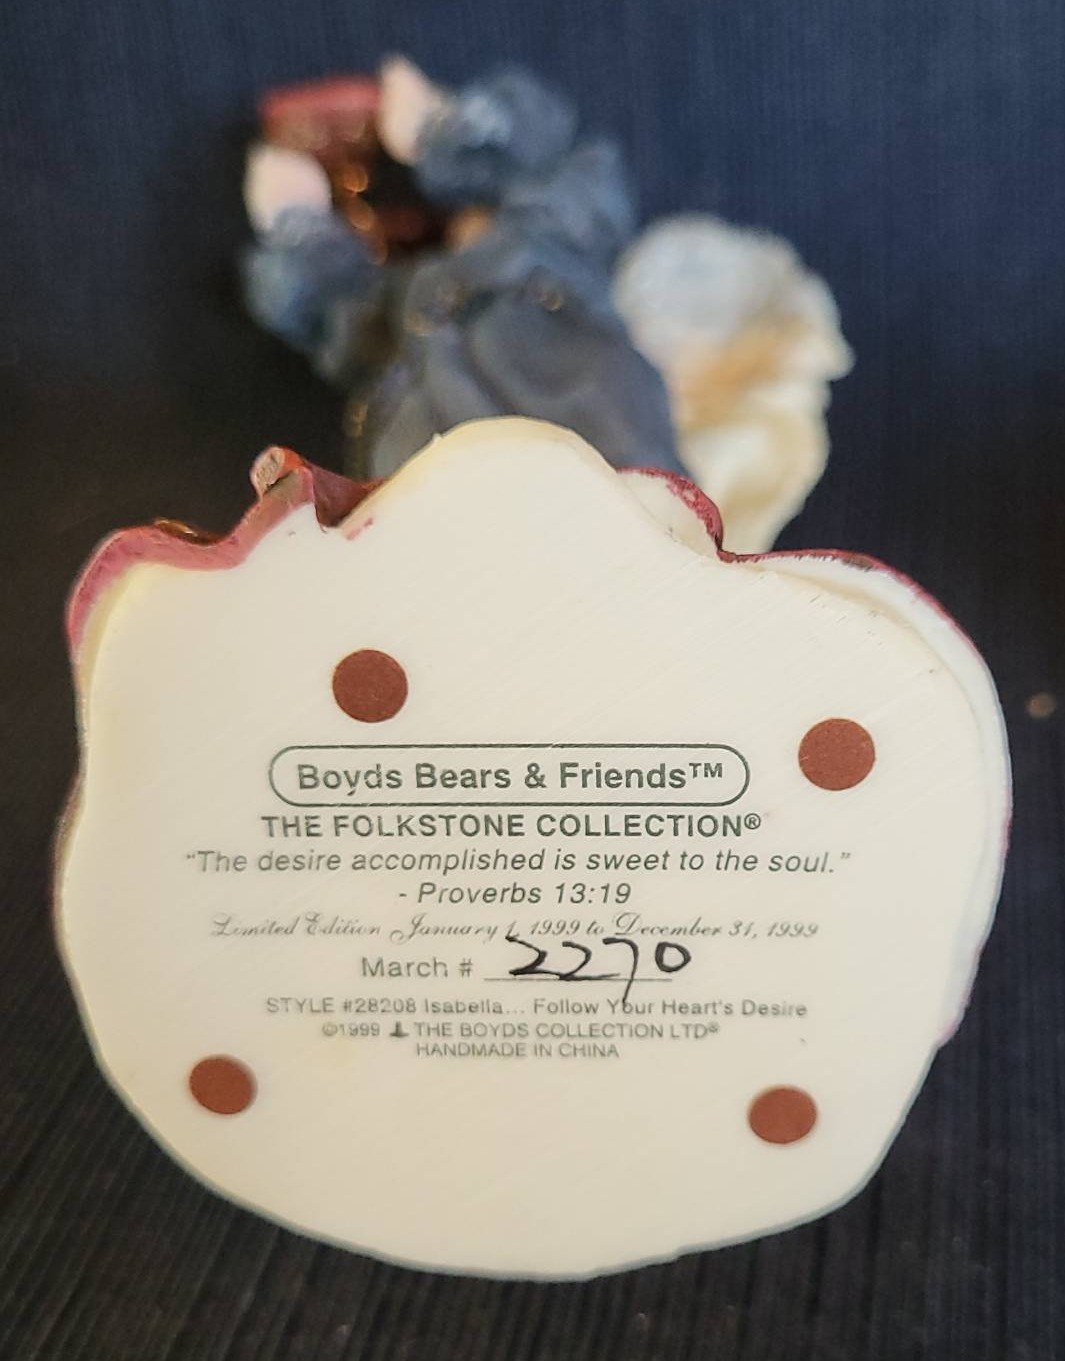 Boyds Bears & Friends™
THE FOLKSTONE COLLECTION®
"The desire accomplished is sweet to the soul."
- Proverbs 13:19
Limited Edition January 1, 1999 to December 31, 1999
March # 2270
STYLE #28208 Isabella... Follow Your Heart's Desire
©1999 THE BOYDS COLLECTION LTD®
HANDMADE IN CHINA